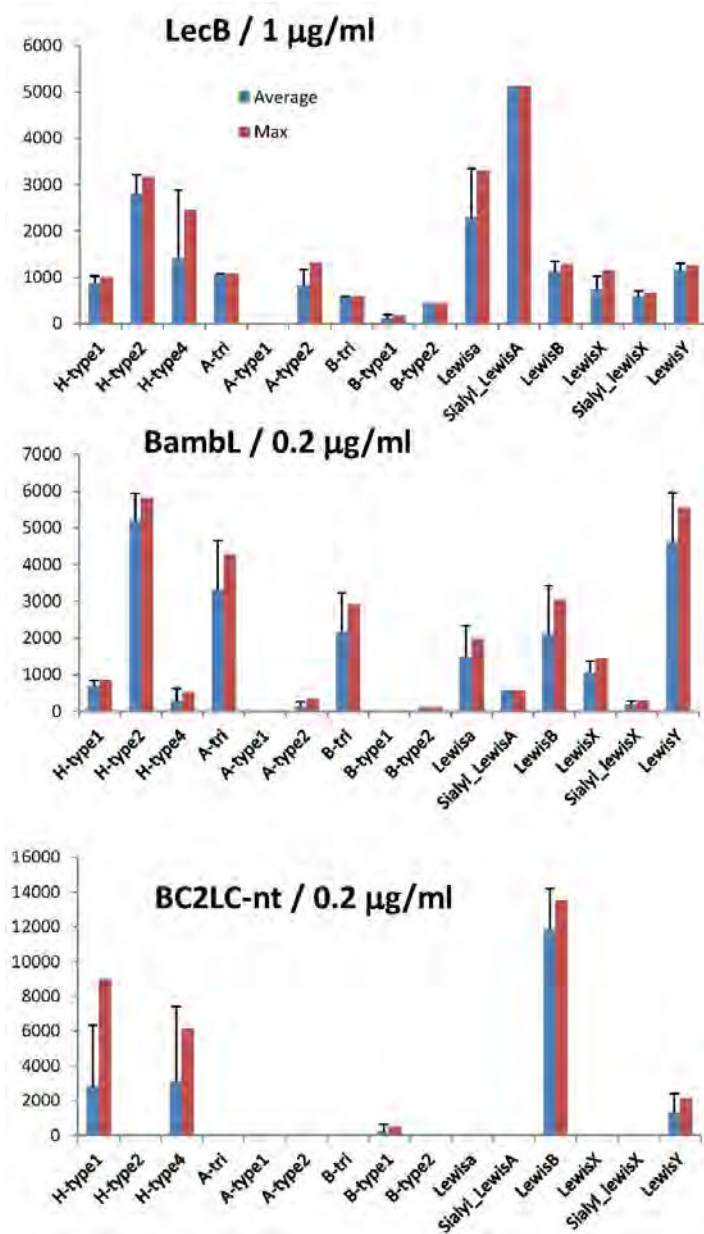 LecB / 1 µg/ml
6000
5000
4000
3000
2000
1000
0
Average
Max
H-type1
H-type2
H-type4
A-tri
A-type1
A-type2
B-tri
B-type1
B-type2
Lewisa
Sialyl_LewisA
LewisB
LewisX
Sialyl_lewisX
LewisY
BambL / 0.2 µg/ml
7000
6000
5000
4000
3000
2000
1000
0
H-type1
H-type2
H-type4
A-tri
A-type1
A-type2
B-tri
B-type1
B-type2
Lewisa
Sialyl_LewisA
LewisB
LewisX
Sialyl_lewisX
LewisY
BC2LC-nt / 0.2 µg/ml
16000
14000
12000
10000
8000
6000
4000
2000
0
H-type1
H-type2
H-type4
A-tri
A-type1
A-type2
B-tri
B-type1
B-type2
Lewisa
Sialyl_LewisA
LewisB
LewisX
Sialyl_lewisX
LewisY